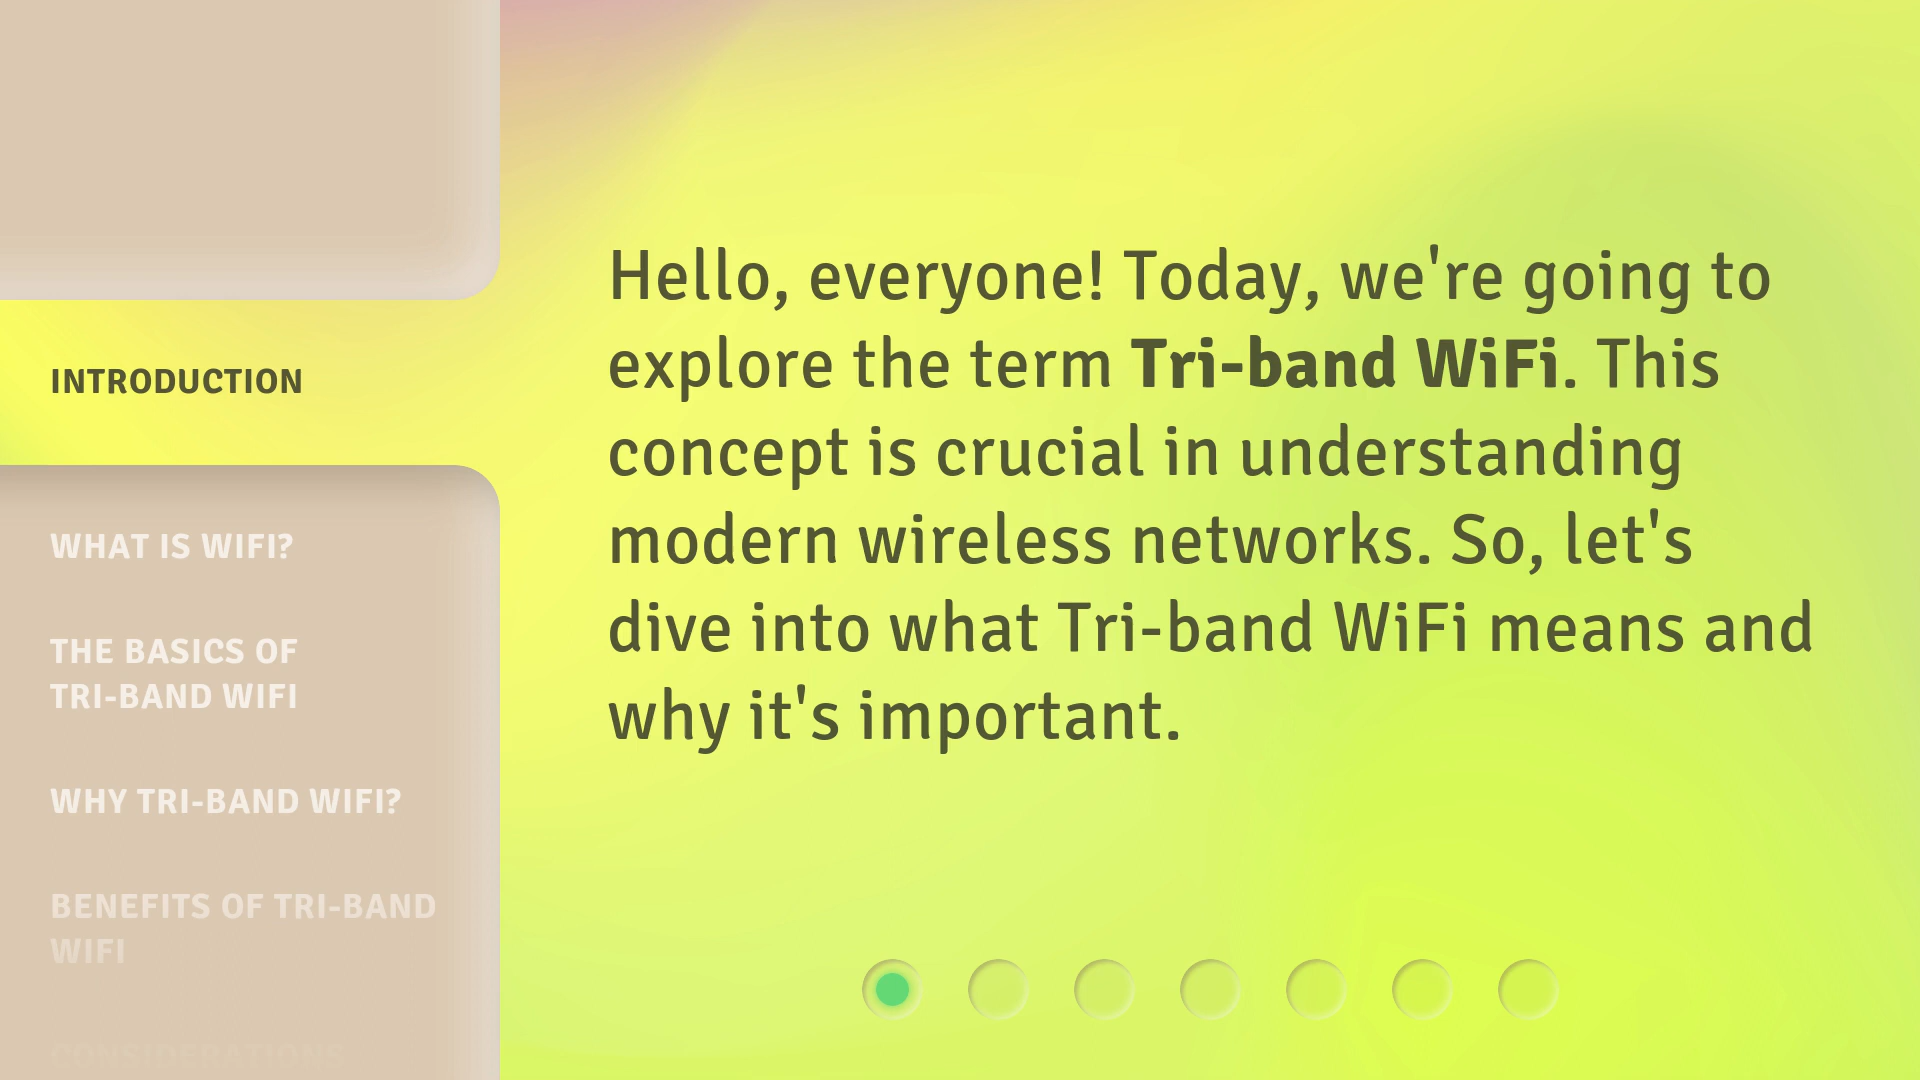 INTRODUCTION
WHAT IS WIFI?
THE BASICS OF
TRI-BAND WIFI
WHY TRI-BAND WIFI?
BENEFITS OF TRI-BAND
WIFI
CONSIDERATIONS
Hello, everyone! Today, we're going to
explore the term Tri-band WiFi. This
concept is crucial in understanding
modern wireless networks. So, let's
dive into what Tri-band WiFi means and
why it's important.